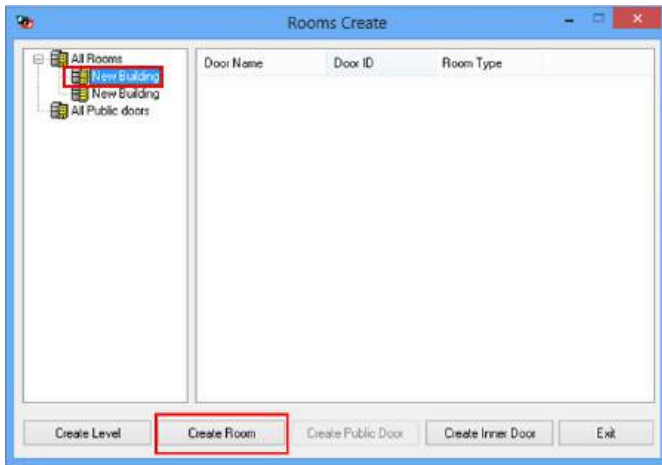 Rooms Create
All Rooms
New Building
New Building
All Public doors
Door Name Door ID Room Type
Create Level Create Room Create Public Door Create Inner Door Exit